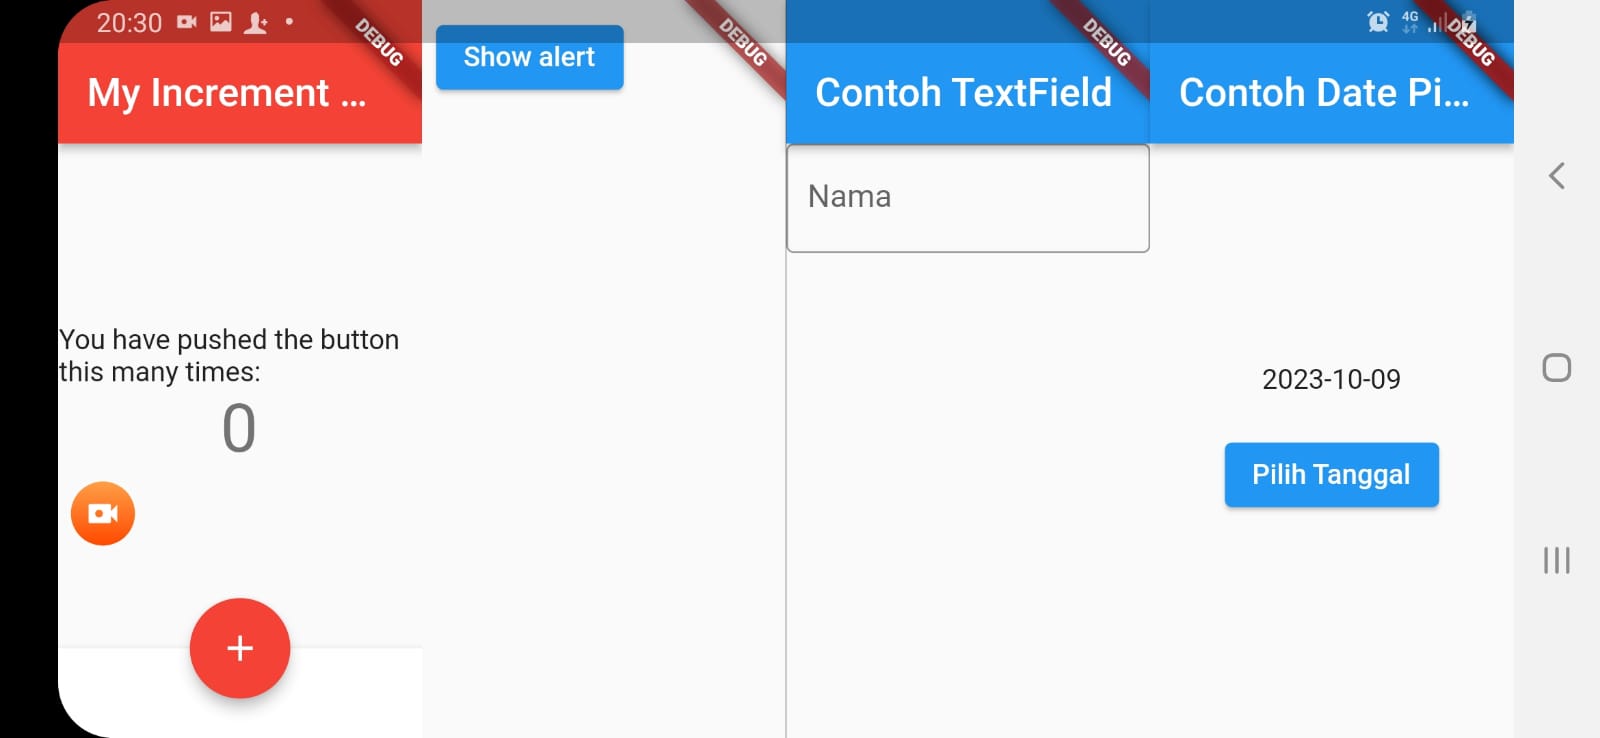 20:30
4G
DEBUG
DEBUG
DEBUG
DEBUG
My Increment ...
Show alert
Contoh TextField
Contoh Date Pi...
Nama
You have pushed the button
this many times:
0
2023-10-09
Pilih Tanggal
+